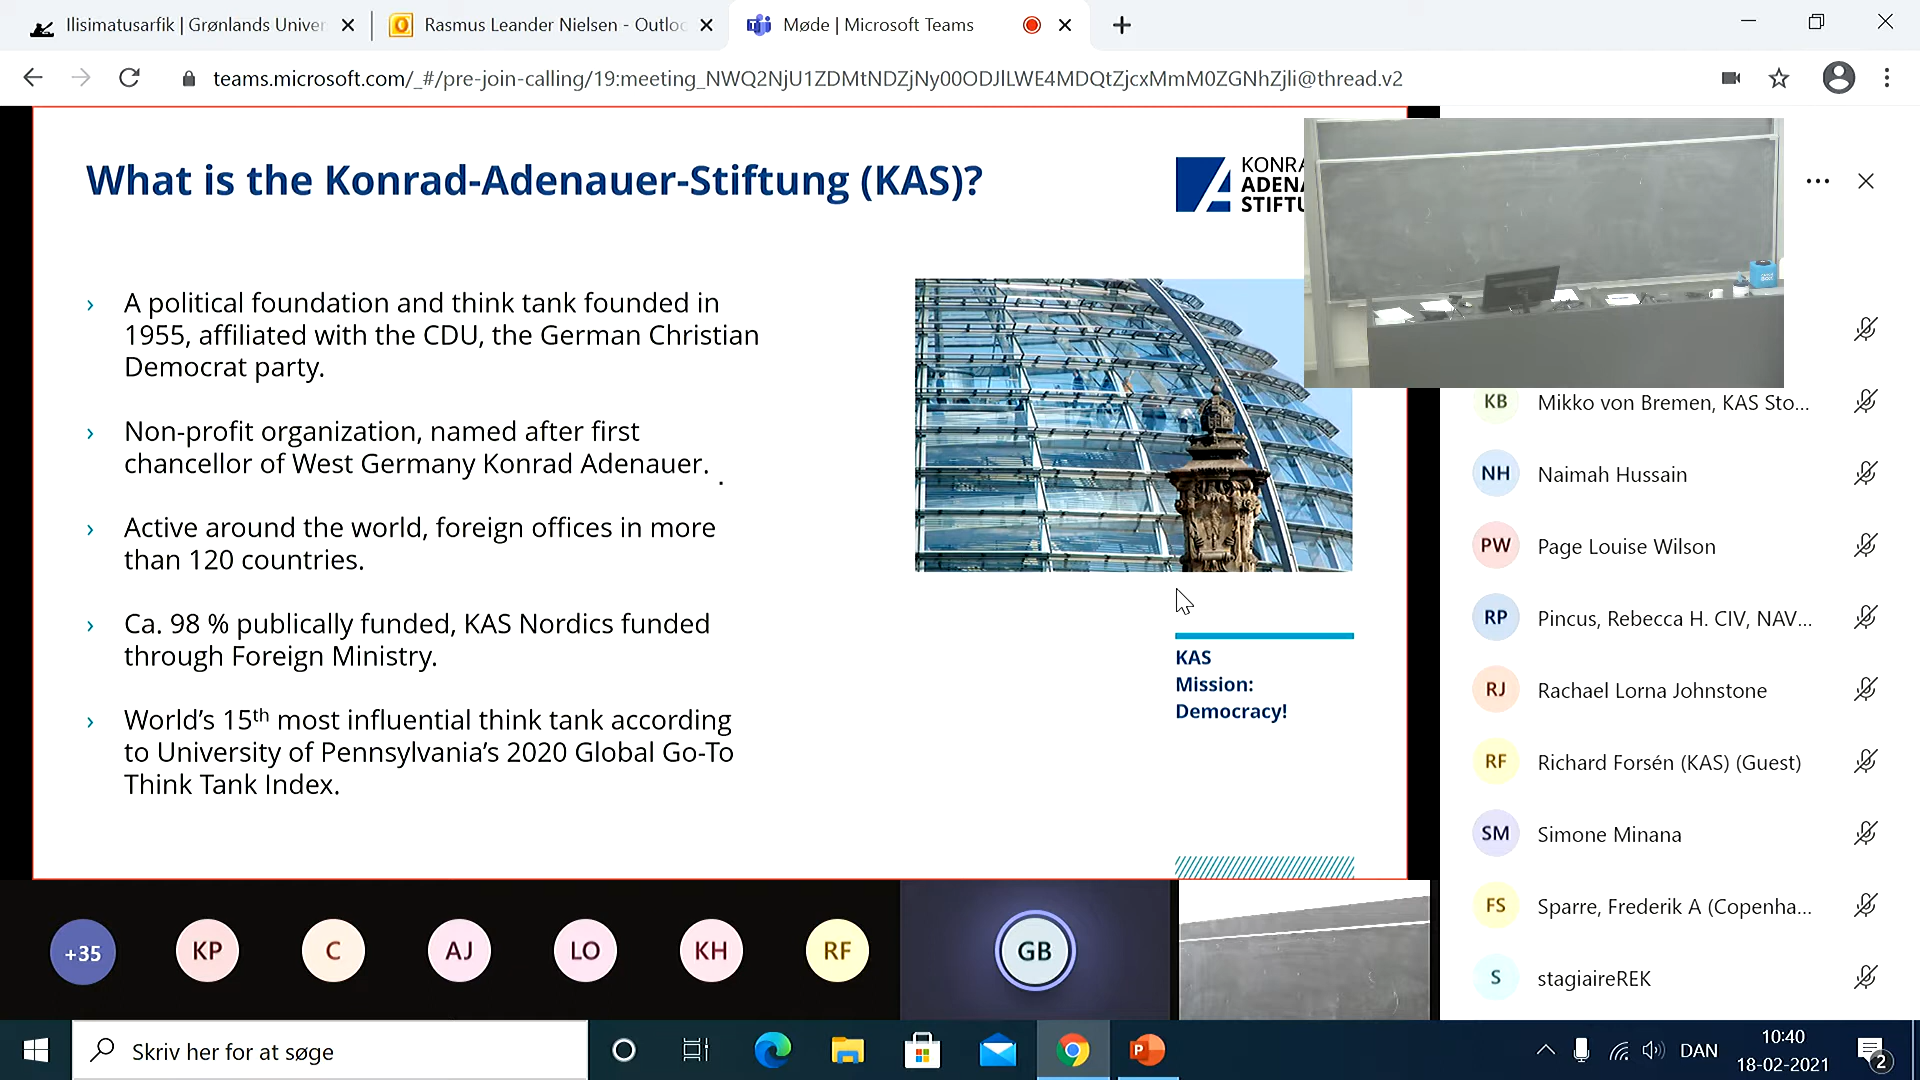 Ilisimatusarfik | Grønlands Univer
Rasmus Leander Nielsen - Outloo
Møde | Microsoft Teams
teams.microsoft.com/_#/pre-join-calling/19:meeting_NWQ2NjU1ZDMtNDZjNy00ODJlLWE4MDQtZjcxMmM0ZGNhZjli@thread.v2
What is the Konrad-Adenauer-Stiftung (KAS)?
KONRA
ADENA
STIFTU
› A political foundation and think tank founded in
1955, affiliated with the CDU, the German Christian
Democrat party.
› Non-profit organization, named after first
chancellor of West Germany Konrad Adenauer.
.
› Active around the world, foreign offices in more
than 120 countries.
› Ca. 98 % publically funded, KAS Nordics funded
through Foreign Ministry.
› World's 15th most influential think tank according
to University of Pennsylvania's 2020 Global Go-To
Think Tank Index.
KAS
Mission:
Democracy!
KB Mikko von Bremen, KAS Sto...
NH Naimah Hussain
PW Page Louise Wilson
RP Pincus, Rebecca H. CIV, NAV...
RJ Rachael Lorna Johnstone
RF Richard Forsén (KAS) (Guest)
SM Simone Minana
FS Sparre, Frederik A (Copenha...
S stagiaireREK
+35 KP C AJ LO KH RF GB
Skriv her for at søge
DAN
10:40
18-02-2021
2